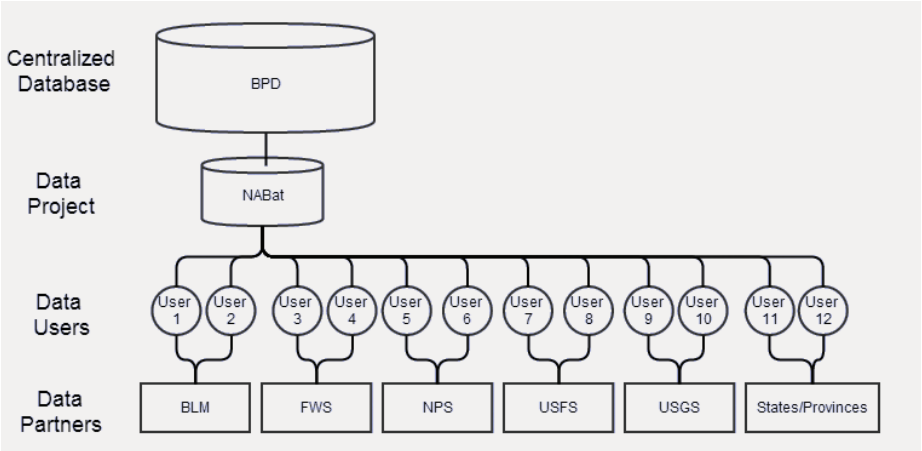 Centralized
Database
BPD
Data
Project
NABat
Data
Users
User
1
User
2
User
3
User
4
User
5
User
6
User
7
User
8
User
9
User
10
User
11
User
12
Data
Partners
BLM
FWS
NPS
USFS
USGS
States/Provinces